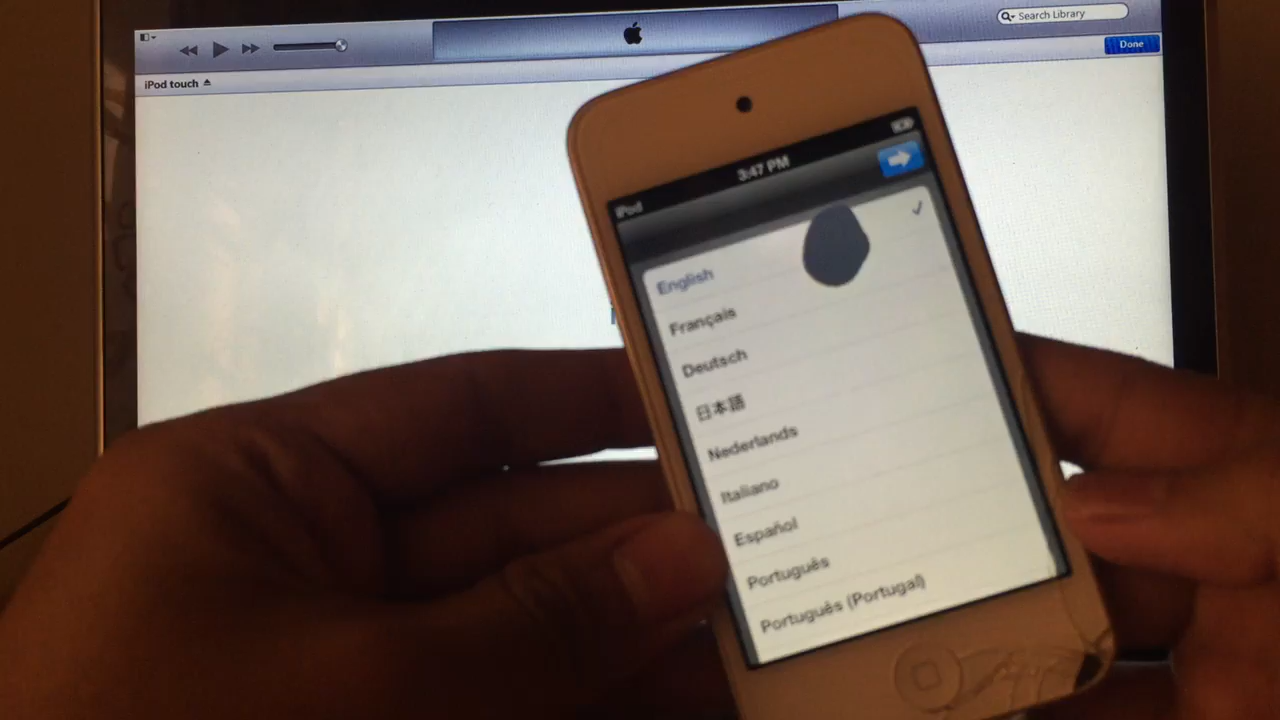 Search Library
Done
iPod touch
3:47 PM
iPod
English
Français
Deutsch
日本語
Nederlands
Italiano
Español
Português
Português (Portugal)